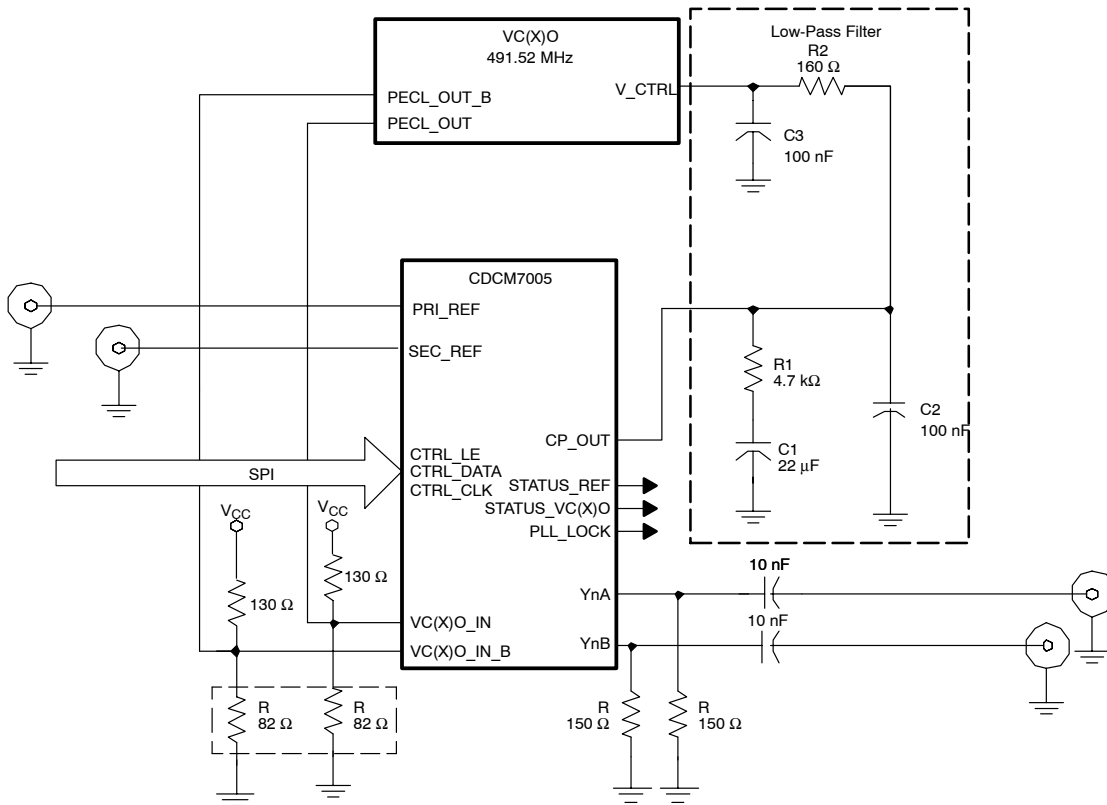 VC(X)O
491.52 MHz
PECL_OUT_B
PECL_OUT
V_CTRL
Low-Pass Filter
R2
160 Ω
C3
100 nF
CDCM7005
PRI_REF
SEC_REF
R1
4.7 kΩ
C2
100 nF
C1
22 µF
CP_OUT
CTRL_LE
CTRL_DATA
CTRL_CLK
SPI
STATUS_REF
STATUS_VC(X)O
PLL_LOCK
VCC
VCC
130 Ω
130 Ω
10 nF
YnA
10 nF
YnB
VC(X)O_IN
VC(X)O_IN_B
R
82 Ω
R
82 Ω
R
150 Ω
R
150 Ω